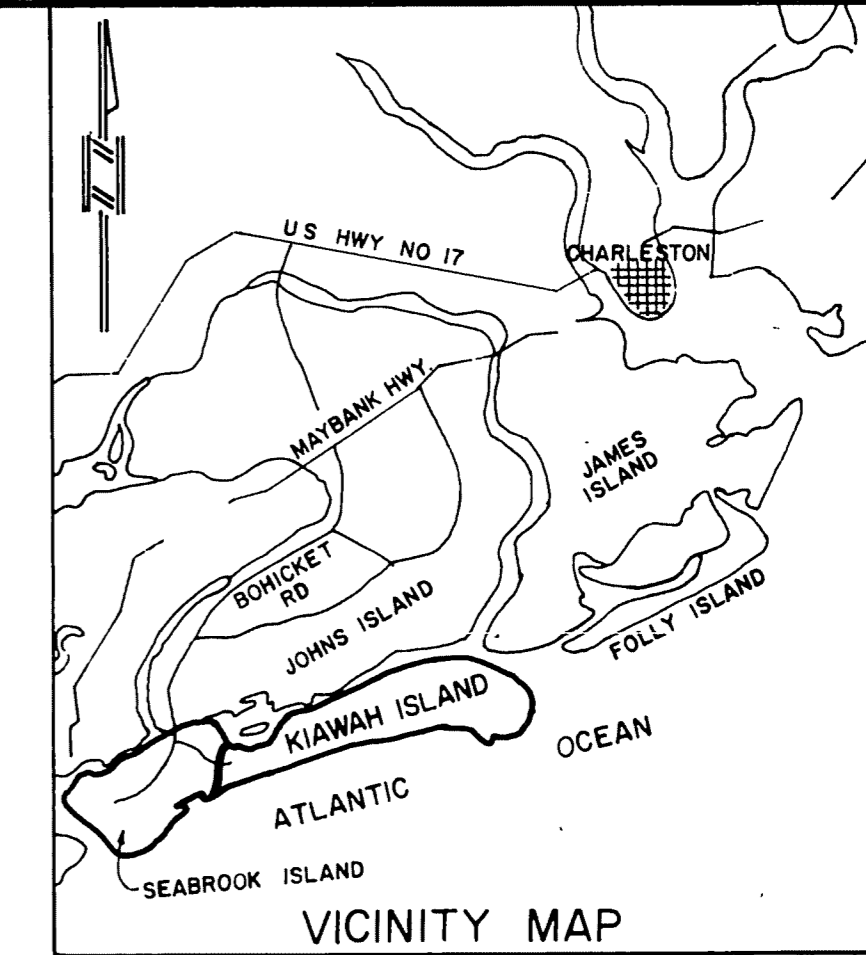 US HWY NO 17
CHARLESTON
MAYBANK HWY.
JAMES
ISLAND
BOHICKET
RD
JOHNS ISLAND
FOLLY ISLAND
KIAWAH ISLAND
OCEAN
ATLANTIC
SEABROOK ISLAND
VICINITY MAP